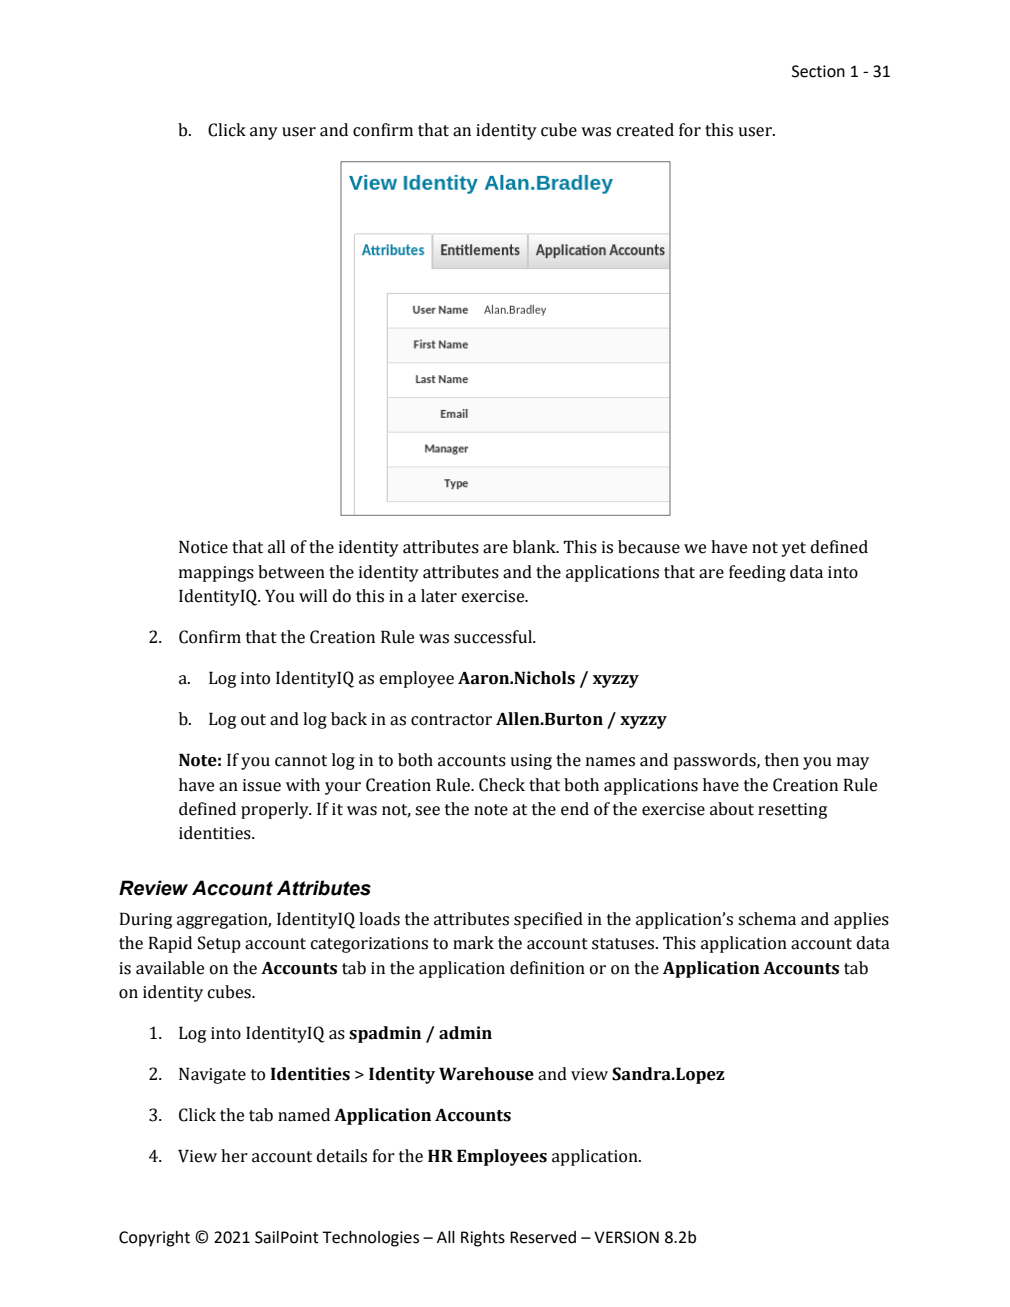 Section 1 - 31
b. Click any user and confirm that an identity cube was created for this user.
View Identity Alan.Bradley
Attributes Entitlements Application Accounts
User Name Alan.Bradley
First Name
Last Name
Email
Manager
Type
Notice that all of the identity attributes are blank. This is because we have not yet defined
mappings between the identity attributes and the applications that are feeding data into
IdentityIQ. You will do this in a later exercise.
2. Confirm that the Creation Rule was successful.
a. Log into IdentityIQ as employee Aaron.Nichols / xyzzy
b. Log out and log back in as contractor Allen.Burton / xyzzy
Note: If you cannot log in to both accounts using the names and passwords, then you may
have an issue with your Creation Rule. Check that both applications have the Creation Rule
defined properly. If it was not, see the note at the end of the exercise about resetting
identities.
Review Account Attributes
During aggregation, IdentityIQ loads the attributes specified in the application’s schema and applies
the Rapid Setup account categorizations to mark the account statuses. This application account data
is available on the Accounts tab in the application definition or on the Application Accounts tab
on identity cubes.
1. Log into IdentityIQ as spadmin / admin
2. Navigate to Identities > Identity Warehouse and view Sandra.Lopez
3. Click the tab named Application Accounts
4. View her account details for the HR Employees application.
Copyright © 2021 SailPoint Technologies – All Rights Reserved – VERSION 8.2b